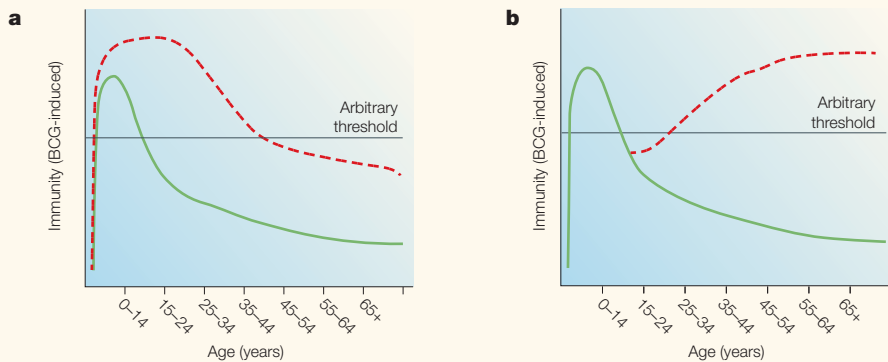 a
Immunity (BCG-induced)
Arbitrary
threshold
0–14
15–24
25–34
35–44
45–54
55–64
65+
Age (years)
b
Immunity (BCG-induced)
Arbitrary
threshold
0–14
15–24
25–34
35–44
45–54
55–64
65+
Age (years)